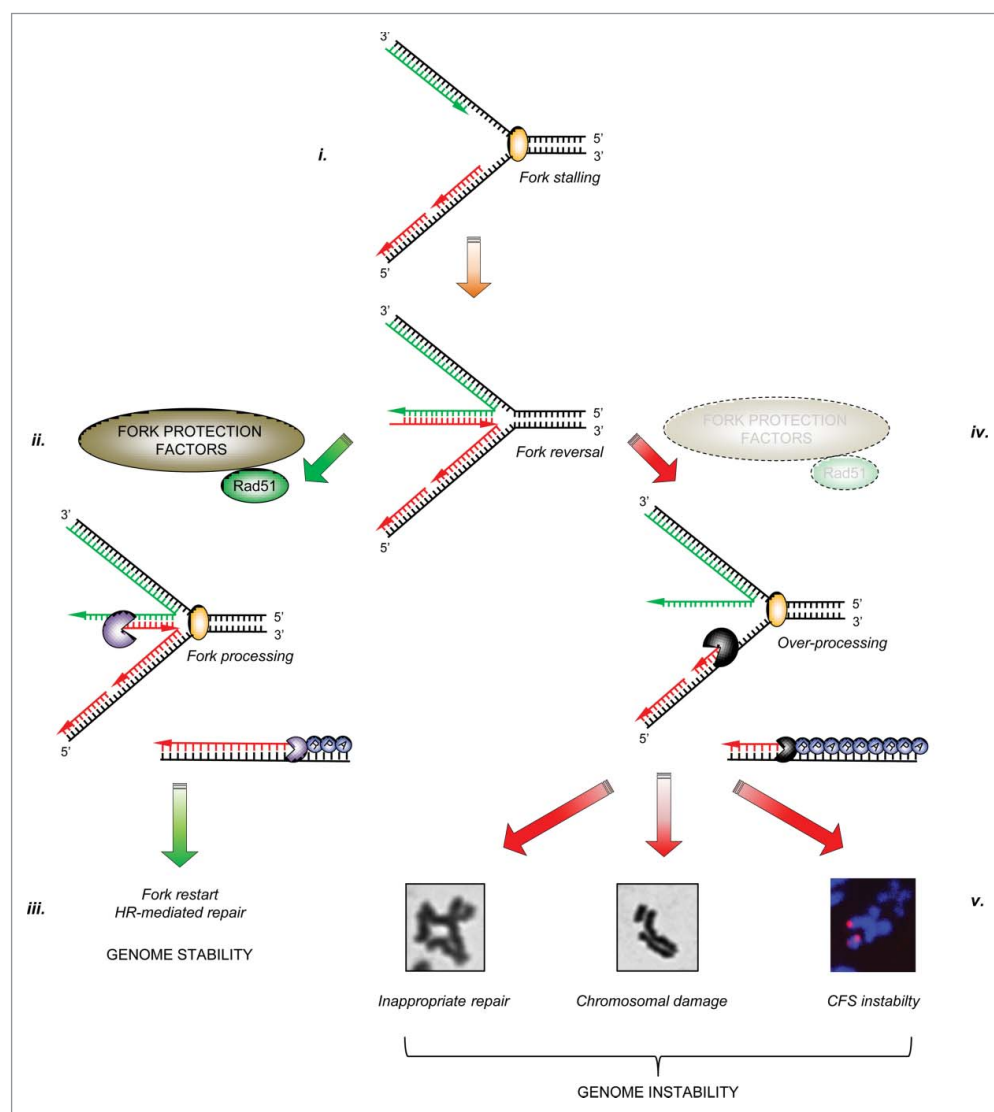 3’
i.
5’
3’
Fork stalling
5’
3’
ii.
FORK PROTECTION
FACTORS
Rad51
5’
3’
Fork reversal
5’
FORK PROTECTION
FACTORS
Rad51
iv.
3’
5’
3’
Fork processing
5’
R P A
3’
5’
3’
Over-processing
5’
R P A R P A R P A
iii.
Fork restart
HR-mediated repair
GENOME STABILITY
v.
Inappropriate repair
Chromosomal damage
CFS instabilty
GENOME INSTABILITY